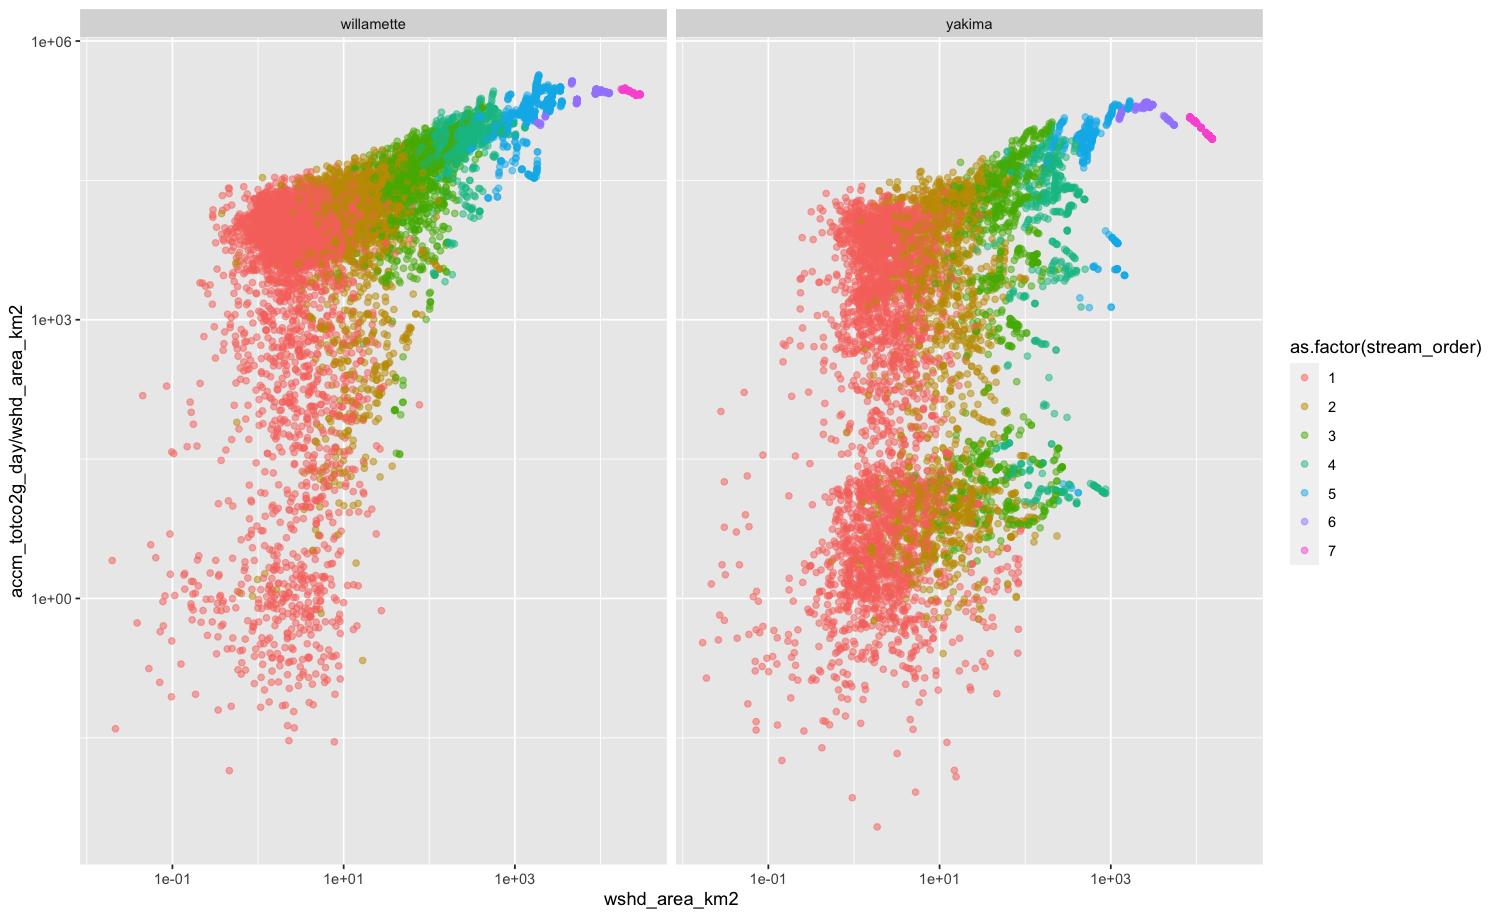 willamette
yakima
1e+06
1e+03
1e+00
accm_totco2g_day/wshd_area_km2
1e-01
1e+01
1e+03
1e-01
1e+01
1e+03
wshd_area_km2
as.factor(stream_order)
1
2
3
4
5
6
7